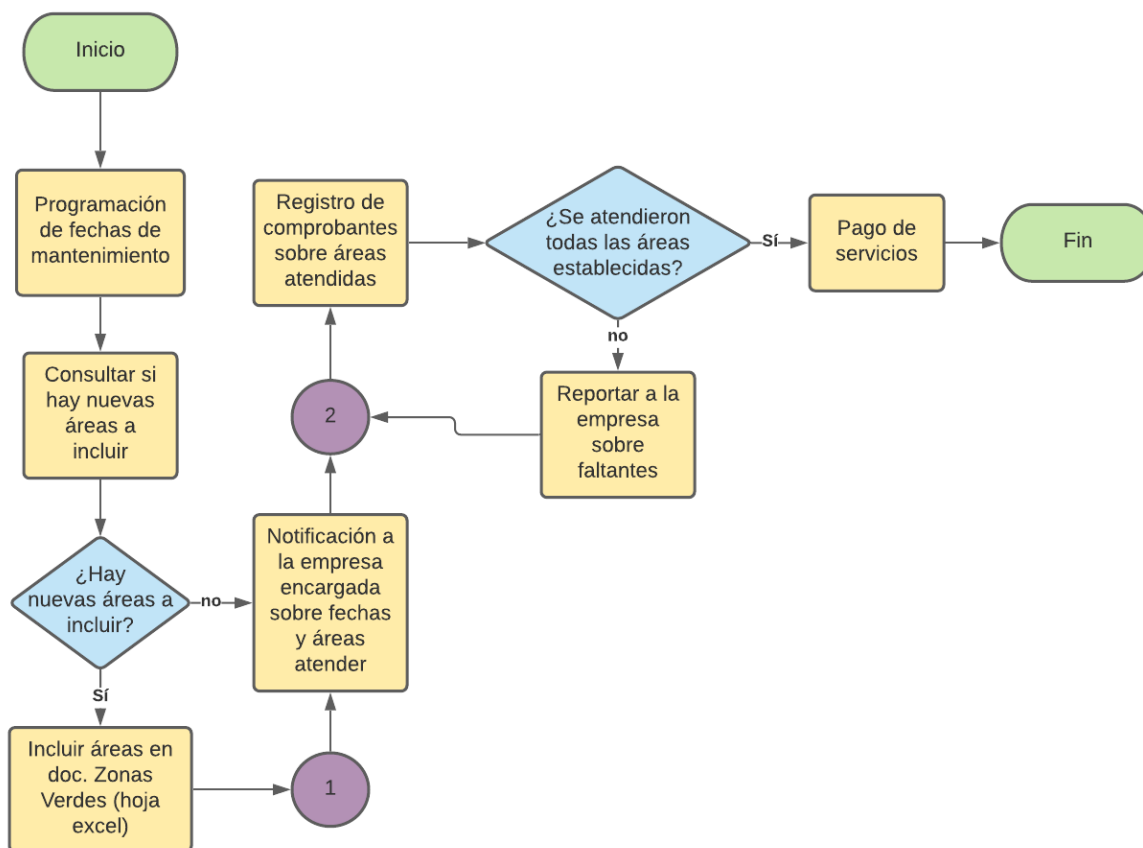 Inicio
Programación
de fechas de
mantenimiento
Consultar si
hay nuevas
áreas a
incluir
¿Hay
nuevas áreas a
incluir?
no
Sí
Incluir áreas en
doc. Zonas
Verdes (hoja
excel)
1
Notificación a
la empresa
encargada
sobre fechas
y áreas
atender
2
Registro de
comprobantes
sobre áreas
atendidas
¿Se atendieron
todas las áreas
establecidas?
Sí
no
Reportar a la
empresa
sobre
faltantes
Pago de
servicios
Fin